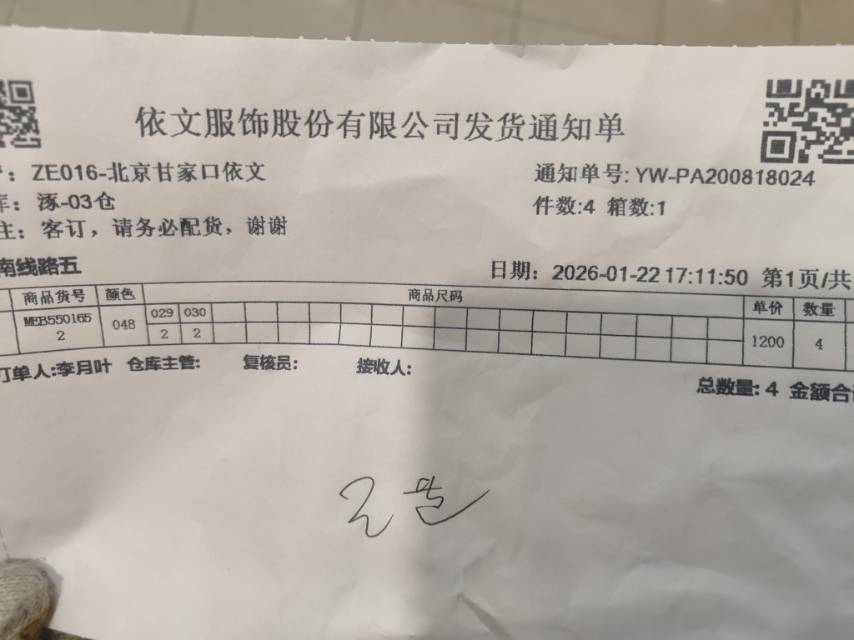 依文服饰股份有限公司发货通知单
：ZE016-北京甘家口依文
通知单号: YW-PA200818024
库：涿-03仓
件数:4 箱数:1
注：客订，请务必配货，谢谢
南线路五
日期：2026-01-22 17:11:50 第1页/共
商品货号 颜色 商品尺码 单价 数量
029 030
MEB550165
2 048 2 2 1200 4
打单人:李月叶 仓库主管: 复核员: 接收人:
总数量: 4 金额合